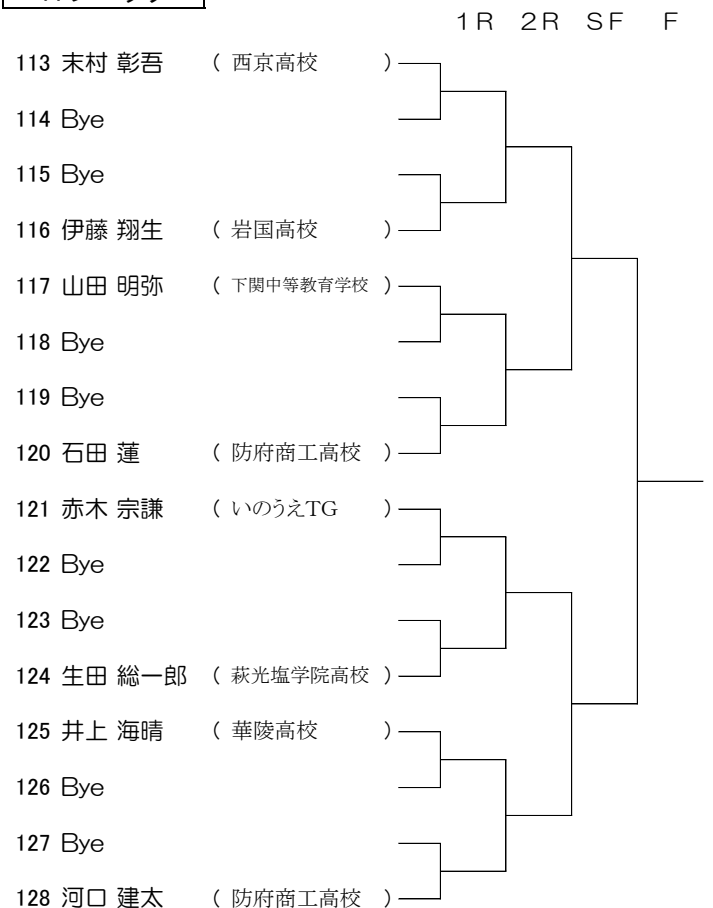 1R 2R SF F
113 末村 彰吾 ( 西京高校 )
114 Bye
115 Bye
116 伊藤 翔生 ( 岩国高校 )
117 山田 明弥 ( 下関中等教育学校 )
118 Bye
119 Bye
120 石田 蓮 ( 防府商工高校 )
121 赤木 宗謙 ( いのうえTG )
122 Bye
123 Bye
124 生田 総一郎 ( 萩光塩学院高校 )
125 井上 海晴 ( 華陵高校 )
126 Bye
127 Bye
128 河口 建太 ( 防府商工高校 )